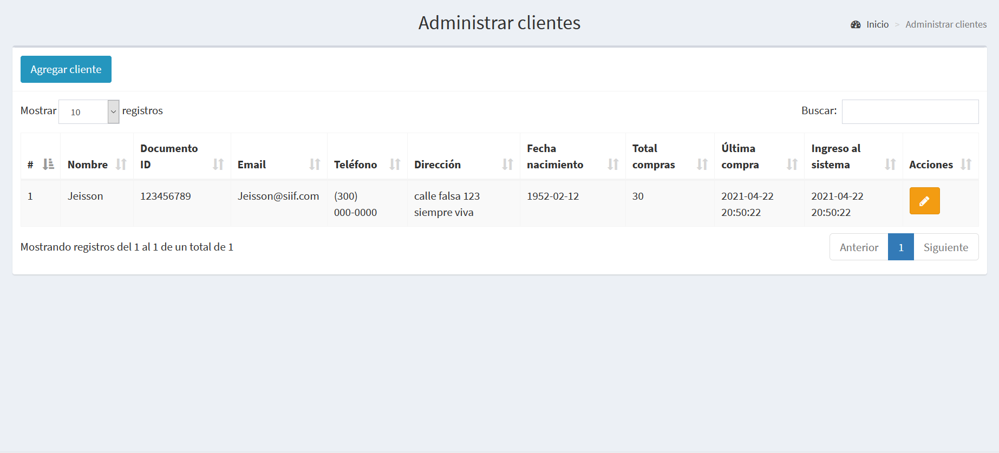 Administrar clientes
Inicio > Administrar clientes
Agregar cliente
Mostrar 10 registros
Buscar:
#
Nombre
Documento
ID
Email
Teléfono
Dirección
Fecha
nacimiento
Total
compras
Última
compra
Ingreso al
sistema
Acciones
1
Jeisson
123456789
Jeisson@siif.com
(300)
000-0000
calle falsa 123
siempre viva
1952-02-12
30
2021-04-22
20:50:22
2021-04-22
20:50:22
Mostrando registros del 1 al 1 de un total de 1
Anterior 1 Siguiente